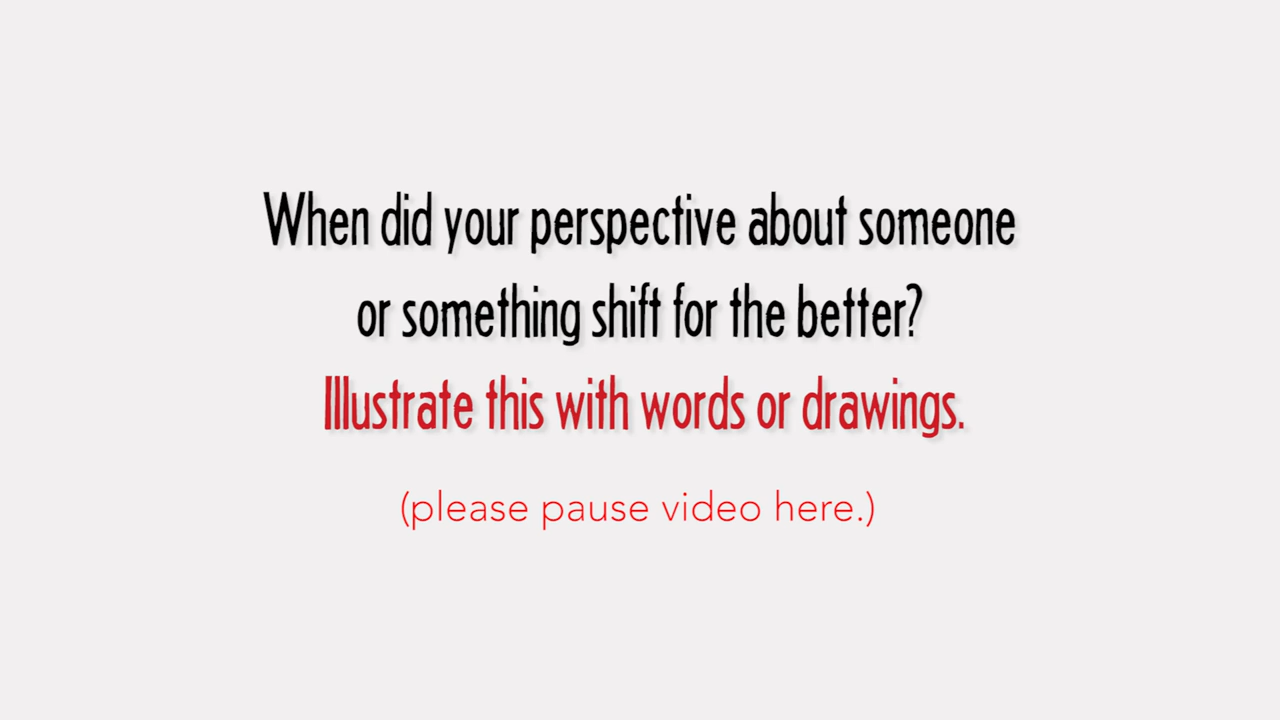 When did your perspective about someone
or something shift for the better?
Illustrate this with words or drawings.
(please pause video here.)